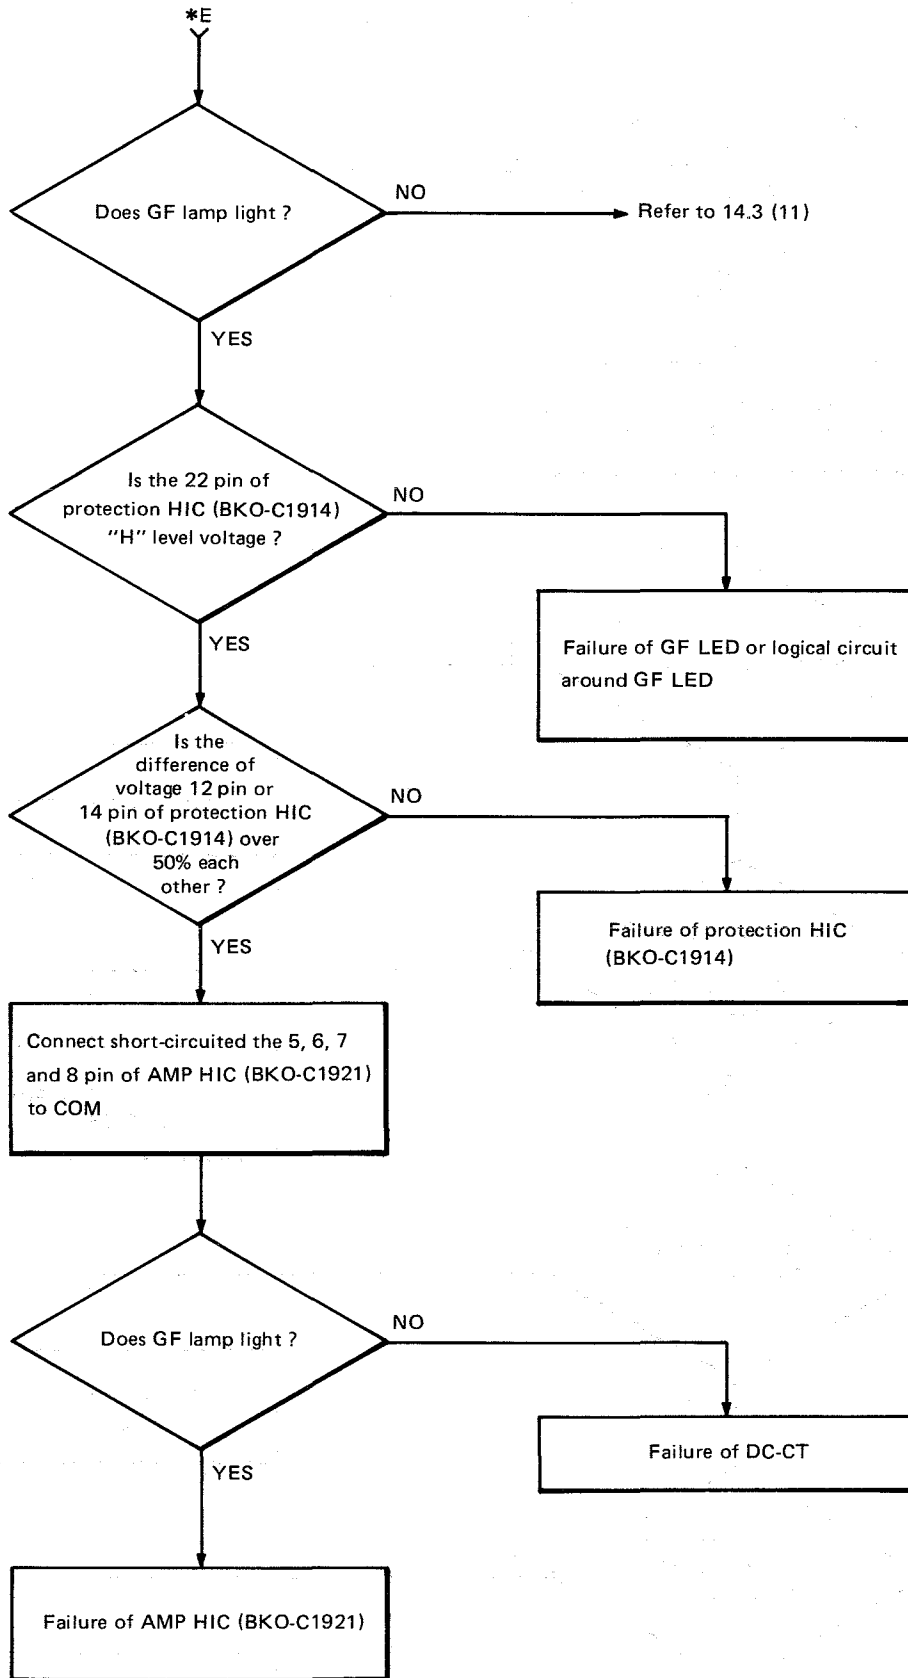 *E
Does GF lamp light ?
NO
Refer to 14.3 (11)
YES
Is the 22 pin of
protection HIC (BKO-C1914)
"H" level voltage ?
NO
Failure of GF LED or logical circuit
around GF LED
YES
Is the
difference of
voltage 12 pin or
14 pin of protection HIC
(BKO-C1914) over
50% each
other ?
NO
Failure of protection HIC
(BKO-C1914)
YES
Connect short-circuited the 5, 6, 7
and 8 pin of AMP HIC (BKO-C1921)
to COM
Does GF lamp light ?
NO
Failure of DC-CT
YES
Failure of AMP HIC (BKO-C1921)